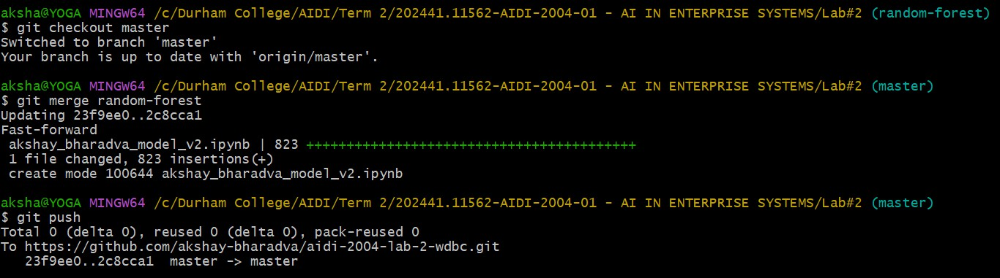 aksha@YOGA MINGW64 /c/Durham College/AIDI/Term 2/202441.11562-AIDI-2004-01 - AI IN ENTERPRISE SYSTEMS/Lab#2 (random-forest)
$ git checkout master
Switched to branch 'master'
Your branch is up to date with 'origin/master'.
aksha@YOGA MINGW64 /c/Durham College/AIDI/Term 2/202441.11562-AIDI-2004-01 - AI IN ENTERPRISE SYSTEMS/Lab#2 (master)
$ git merge random-forest
Updating 23f9ee0..2c8cca1
Fast-forward
 akshay_bharadva_model_v2.ipynb | 823 +++++++++++++++++++++++++++++++++++++++++
 1 file changed, 823 insertions(+)
 create mode 100644 akshay_bharadva_model_v2.ipynb
aksha@YOGA MINGW64 /c/Durham College/AIDI/Term 2/202441.11562-AIDI-2004-01 - AI IN ENTERPRISE SYSTEMS/Lab#2 (master)
$ git push
Total 0 (delta 0), reused 0 (delta 0), pack-reused 0
To https://github.com/akshay-bharadva/aidi-2004-lab-2-wdbc.git
   23f9ee0..2c8cca1  master -> master